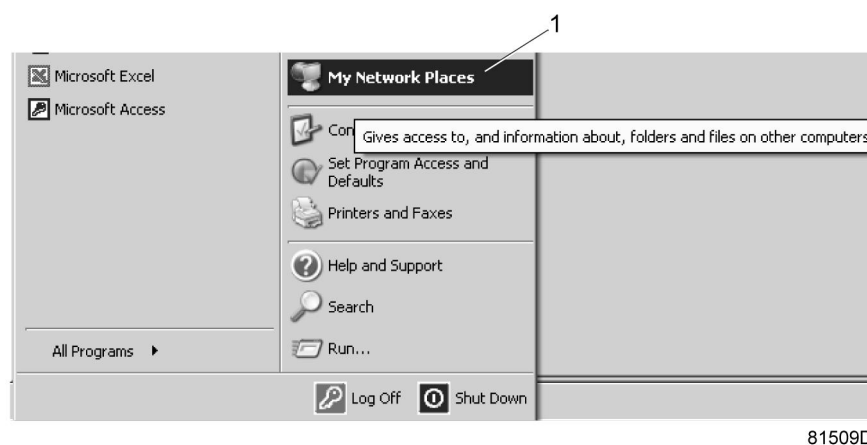 1
Microsoft Excel
My Network Places
Microsoft Access
Con
Gives access to, and information about, folders and files on other computers
Set Program Access and
Defaults
Printers and Faxes
Help and Support
Search
All Programs
Run...
Log Off
Shut Down
81509D